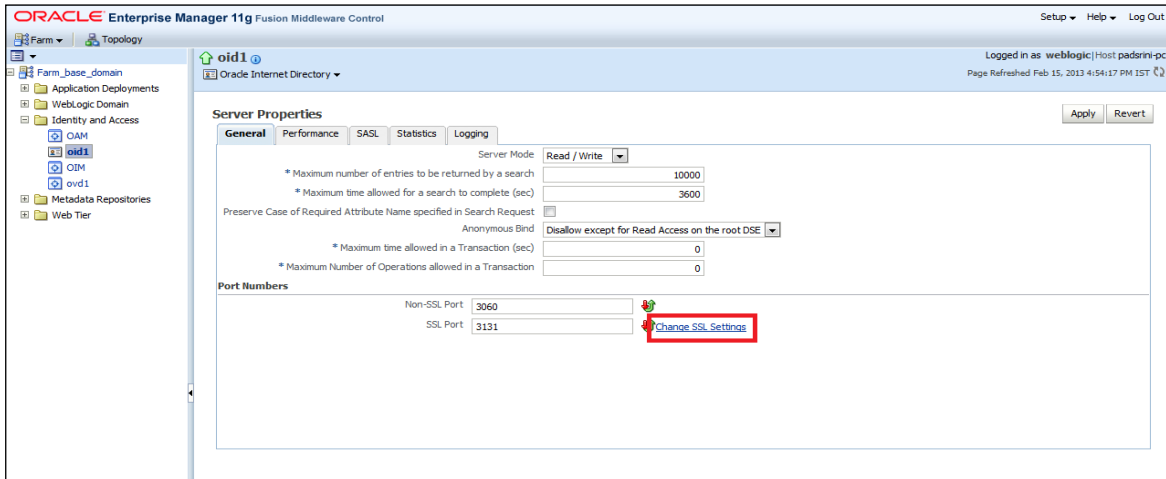 ORACLE Enterprise Manager 11g Fusion Middleware Control
Setup Help Log Out
Farm Topology
oid1
Logged in as weblogic|Host padsrini-pc
Oracle Internet Directory
Page Refreshed Feb 15, 2013 4:54:17 PM IST
Farm_base_domain
Application Deployments
WebLogic Domain
Identity and Access
OAM
oid1
OIM
ovd1
Metadata Repositories
Web Tier
Server Properties
Apply Revert
General Performance SASL Statistics Logging
Server Mode Read / Write
* Maximum number of entries to be returned by a search 10000
* Maximum time allowed for a search to complete (sec) 3600
Preserve Case of Required Attribute Name specified in Search Request
Anonymous Bind Disallow except for Read Access on the root DSE
* Maximum time allowed in a Transaction (sec) 0
* Maximum Number of Operations allowed in a Transaction 0
Port Numbers
Non-SSL Port 3060
SSL Port 3131 Change SSL Settings